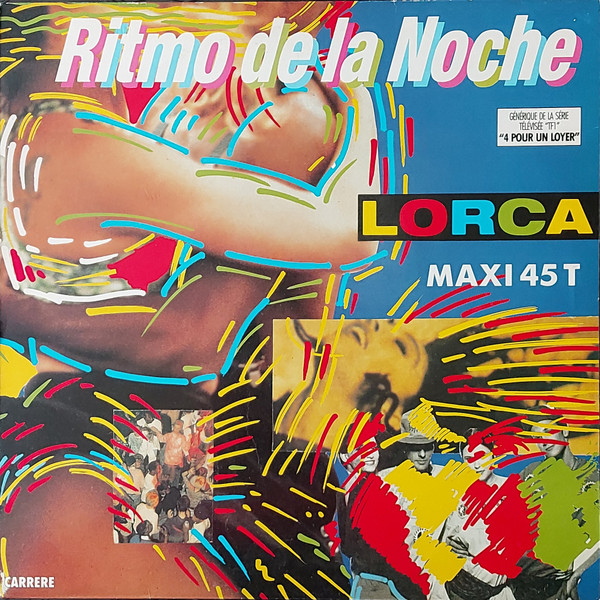 Ritmo de la Noche
GÉNÉRIQUE DE LA SÉRIE
TÉLÉVISÉE "TF1"
"4 POUR UN LOYER"
LORCA
MAXI 45 T
CARRERE